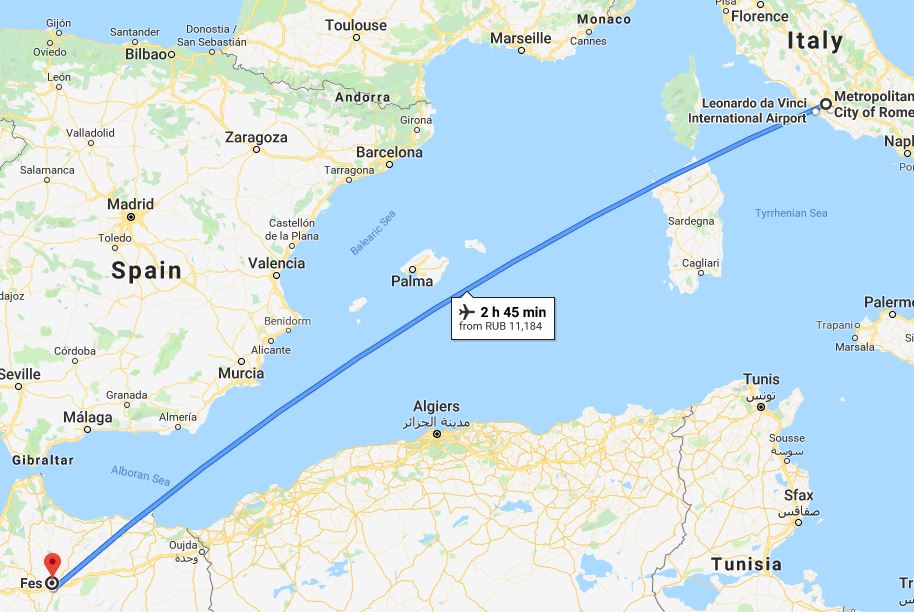 Gijón
Oviedo
Santander
Bilbao
Donostia /
San Sebastián
Toulouse
Marseille
Monaco
Cannes
Florence
Italy
León
Andorra
Girona
Leonardo da Vinci
International Airport
Metropolitan
City of Rome
Valladolid
Zaragoza
Barcelona
Tarragona
Salamanca
Madrid
Toledo
Castellón
de la Plana
Balearic Sea
Sardegna
Tyrrhenian Sea
Spain
Valencia
Palma
Cagliari
2 h 45 min
from RUB 11,184
Benidorm
Alicante
Palermo
Trapani
Marsala
Córdoba
Seville
Murcia
Granada
Málaga
Almería
Algiers
مدينة الجزائر
Tunis
تونس
Sousse
سوسة
Gibraltar
Alboran Sea
Sfax
صفاقس
Oujda
وجدة
Fes
Tunisia